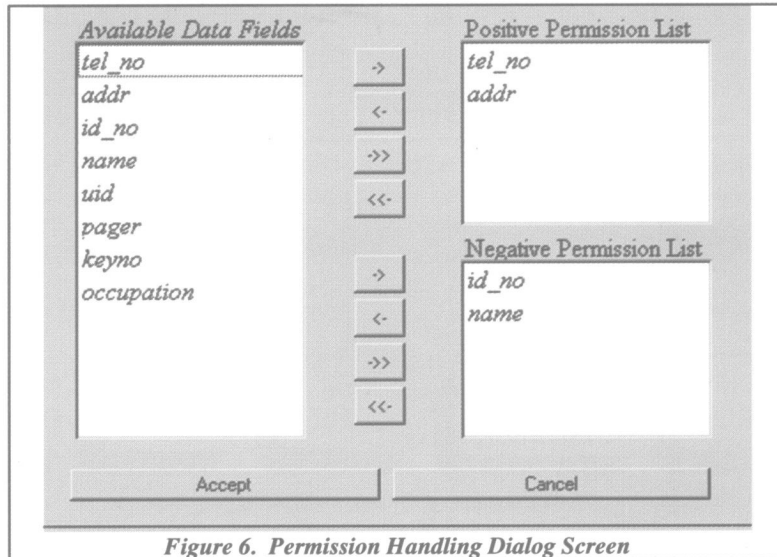 Available Data Fields
tel_no
addr
id_no
name
uid
pager
keyno
occupation
->
<-
->>
<<-
->
<-
->>
<<-
Positive Permission List
tel_no
addr
Negative Permission List
id_no
name
Accept
Cancel
Figure 6. Permission Handling Dialog Screen